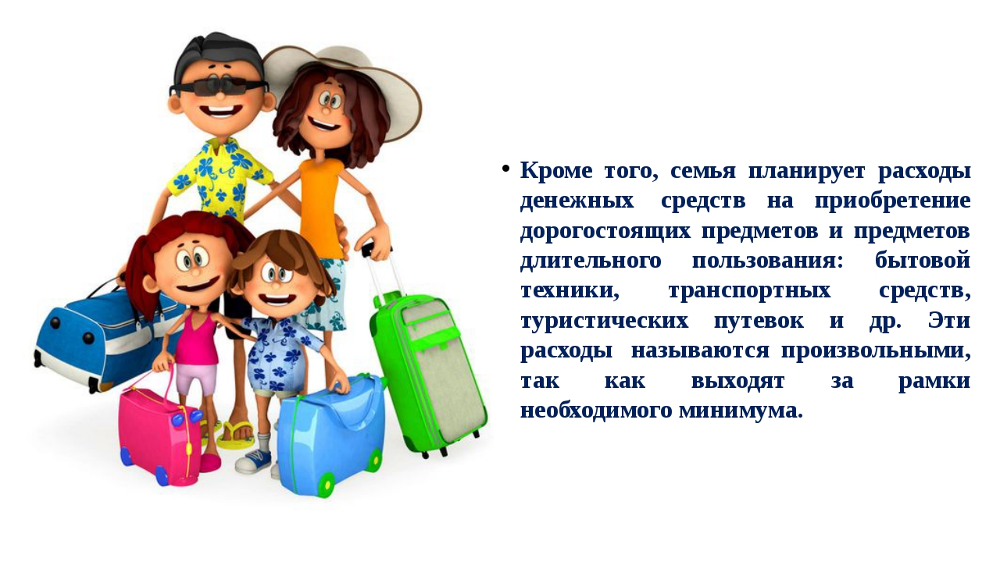 • Кроме того, семья планирует расходы
денежных средств на приобретение
дорогостоящих предметов и предметов
длительного пользования: бытовой
техники, транспортных средств,
туристических путевок и др. Эти
расходы называются произвольными,
так как выходят за рамки
необходимого минимума.